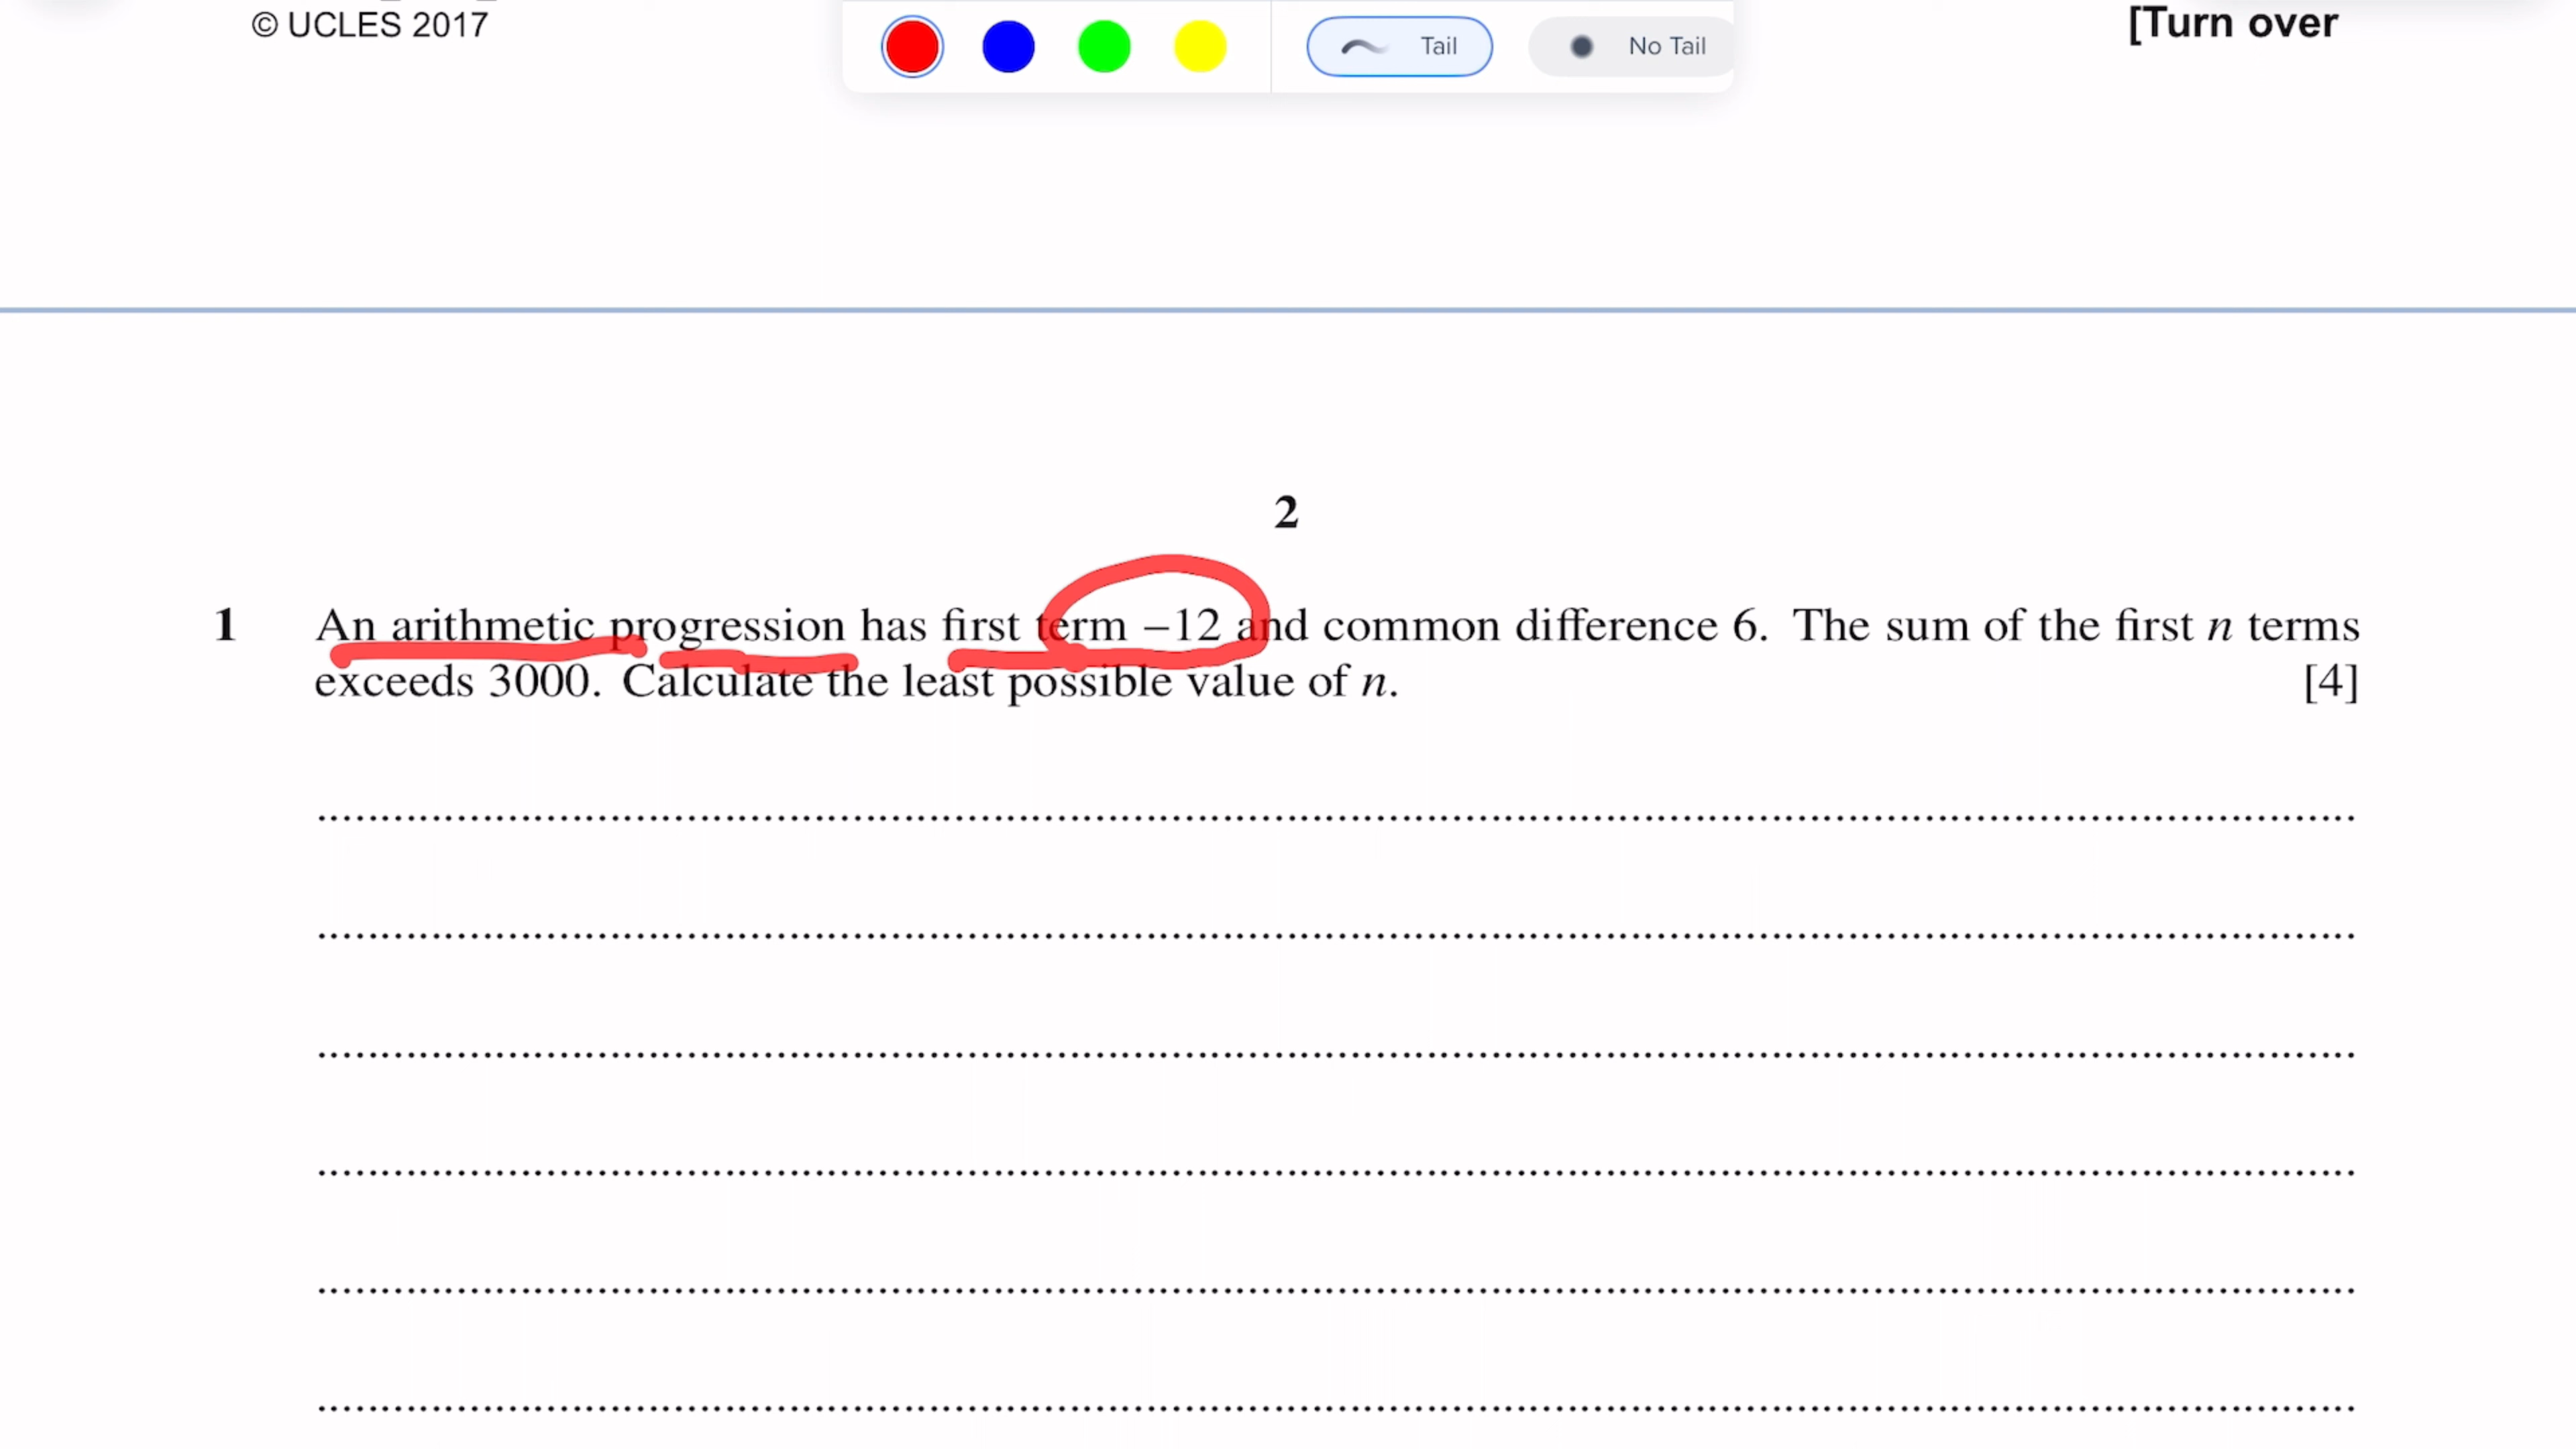 © UCLES 2017
[Turn over
Tail
No Tail
2
1 An arithmetic progression has first term −12 and common difference 6. The sum of the first n terms
exceeds 3000. Calculate the least possible value of n. [4]